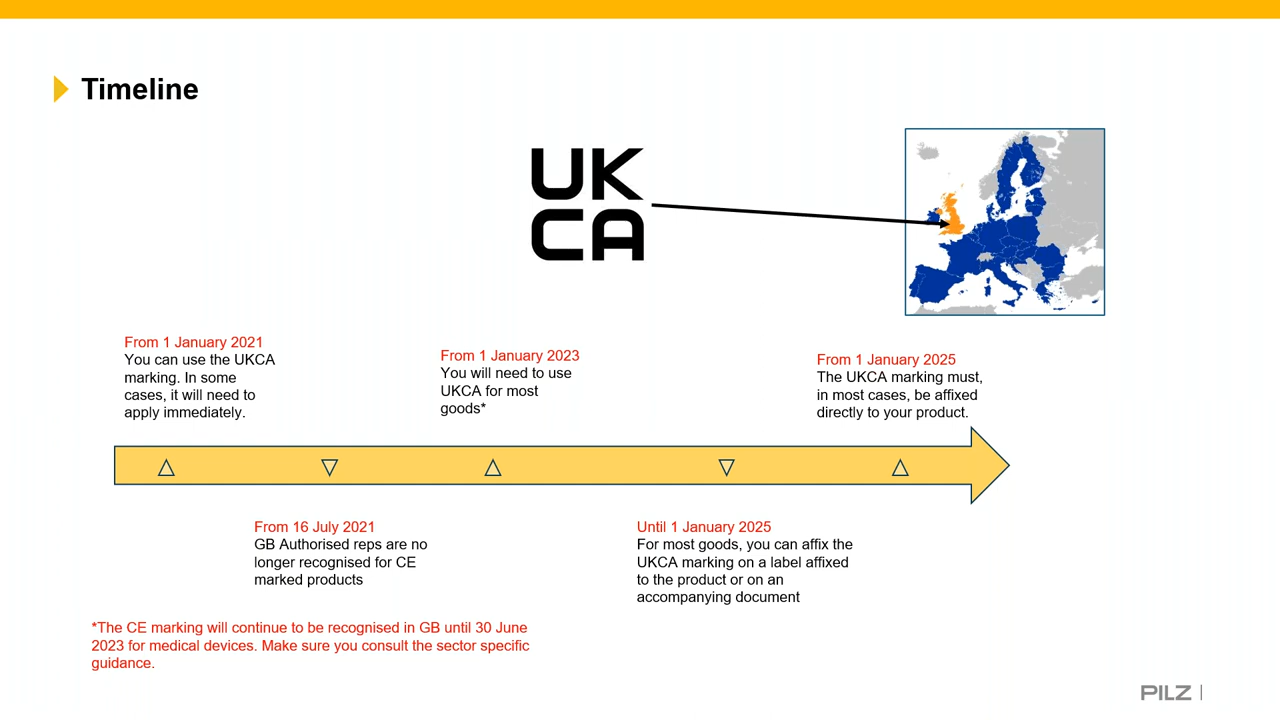 Timeline
UK
CA
From 1 January 2021
You can use the UKCA
marking. In some
cases, it will need to
apply immediately.
From 1 January 2023
You will need to use
UKCA for most
goods*
From 1 January 2025
The UKCA marking must,
in most cases, be affixed
directly to your product.
From 16 July 2021
GB Authorised reps are no
longer recognised for CE
marked products
Until 1 January 2025
For most goods, you can affix the
UKCA marking on a label affixed
to the product or on an
accompanying document
*The CE marking will continue to be recognised in GB until 30 June
2023 for medical devices. Make sure you consult the sector specific
guidance.
PILZ